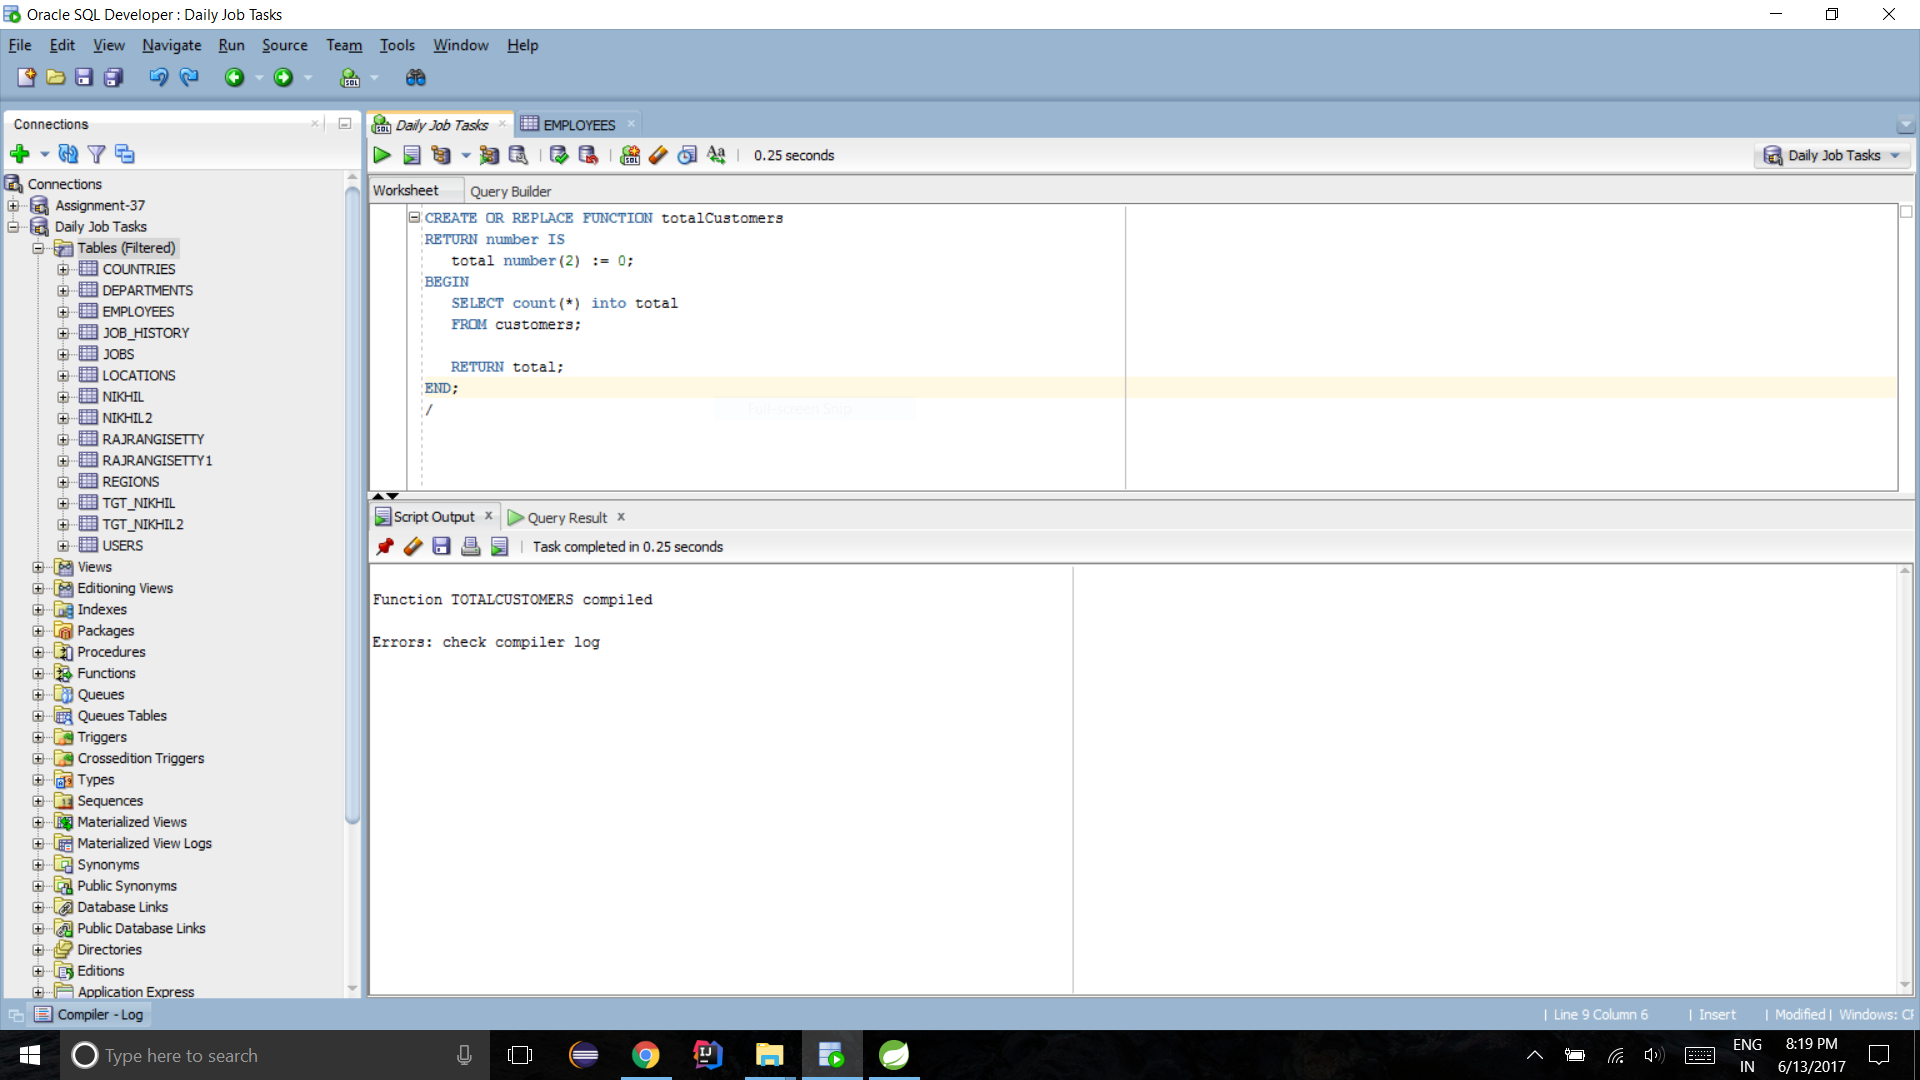 Oracle SQL Developer : Daily Job Tasks
File Edit View Navigate Run Source Team Tools Window Help
Connections
Daily Job Tasks
EMPLOYEES
0.25 seconds
Daily Job Tasks
Worksheet
Query Builder
Connections
Assignment-37
Daily Job Tasks
Tables (Filtered)
COUNTRIES
DEPARTMENTS
EMPLOYEES
JOB_HISTORY
JOBS
LOCATIONS
NIKHIL
NIKHIL2
RAJRANGISETTY
RAJRANGISETTY1
REGIONS
TGT_NIKHIL
TGT_NIKHIL2
USERS
Views
Editioning Views
Indexes
Packages
Procedures
Functions
Queues
Queues Tables
Triggers
Crossedition Triggers
Types
Sequences
Materialized Views
Materialized View Logs
Synonyms
Public Synonyms
Database Links
Public Database Links
Directories
Editions
Application Express
CREATE OR REPLACE FUNCTION totalCustomers
RETURN number IS
total number(2) := 0;
BEGIN
SELECT count(*) into total
FROM customers;
RETURN total;
END;
/
Full-screen Snip
Script Output
Query Result
Task completed in 0.25 seconds
Function TOTALCUSTOMERS compiled
Errors: check compiler log
Compiler - Log
| Line 9 Column 6 | Insert | Modified | Windows: CF
Type here to search
ENG
IN
8:19 PM
6/13/2017